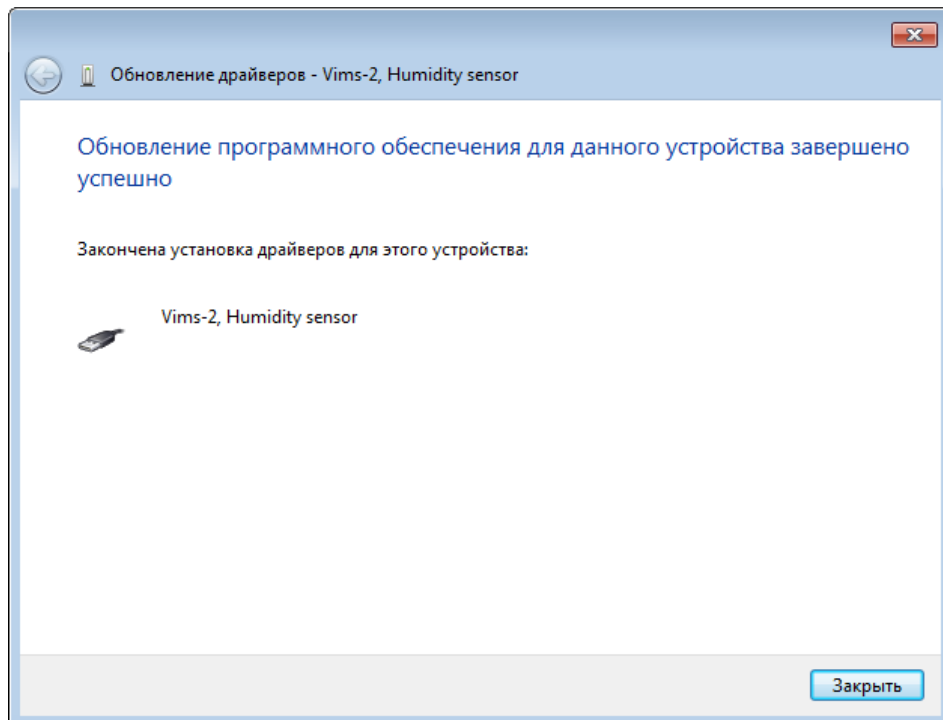 Обновление драйверов - Vims-2, Humidity sensor
Обновление программного обеспечения для данного устройства завершено
успешно
Закончена установка драйверов для этого устройства:
Vims-2, Humidity sensor
Закрыть